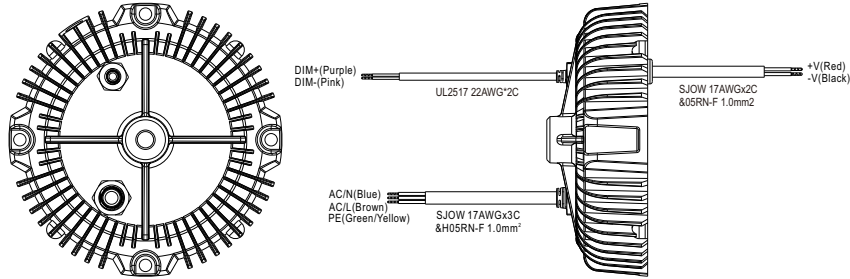 DIM+(Purple)
DIM-(Pink)
UL2517 22AWG*2C
+V(Red)
-V(Black)
SJOW 17AWGx2C
&05RN-F 1.0mm2
AC/N(Blue)
AC/L(Brown)
PE(Green/Yellow)
SJOW 17AWGx3C
&H05RN-F 1.0mm²